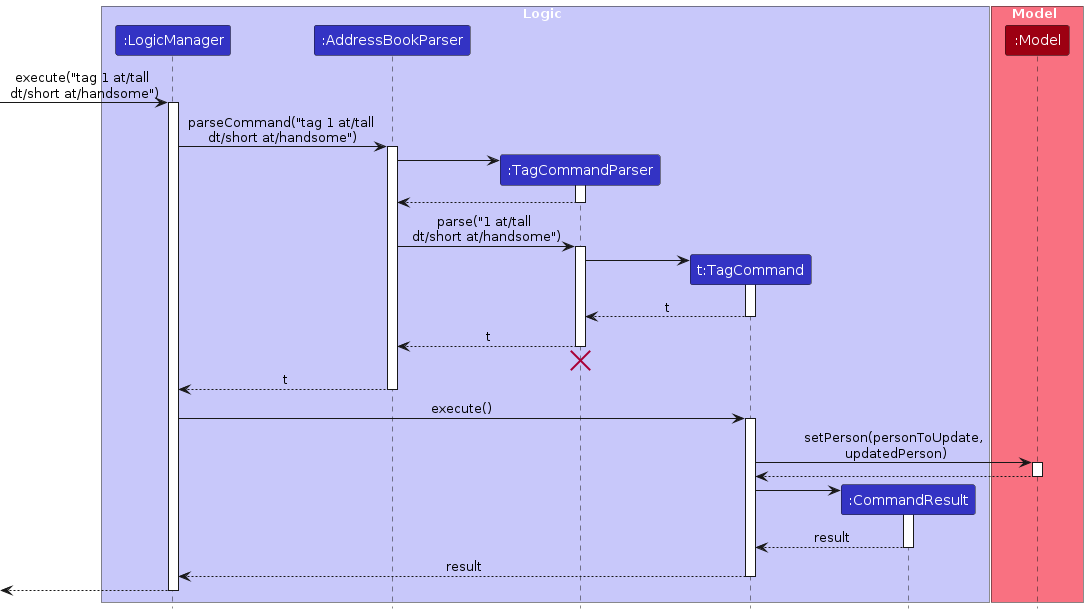 Logic
Model
:LogicManager
:AddressBookParser
:Model
execute("tag 1 at/tall
dt/short at/handsome")
parseCommand("tag 1 at/tall
dt/short at/handsome")
:TagCommandParser
parse("1 at/tall
dt/short at/handsome")
t:TagCommand
t
t
t
execute()
setPerson(personToUpdate,
updatedPerson)
:CommandResult
result
result